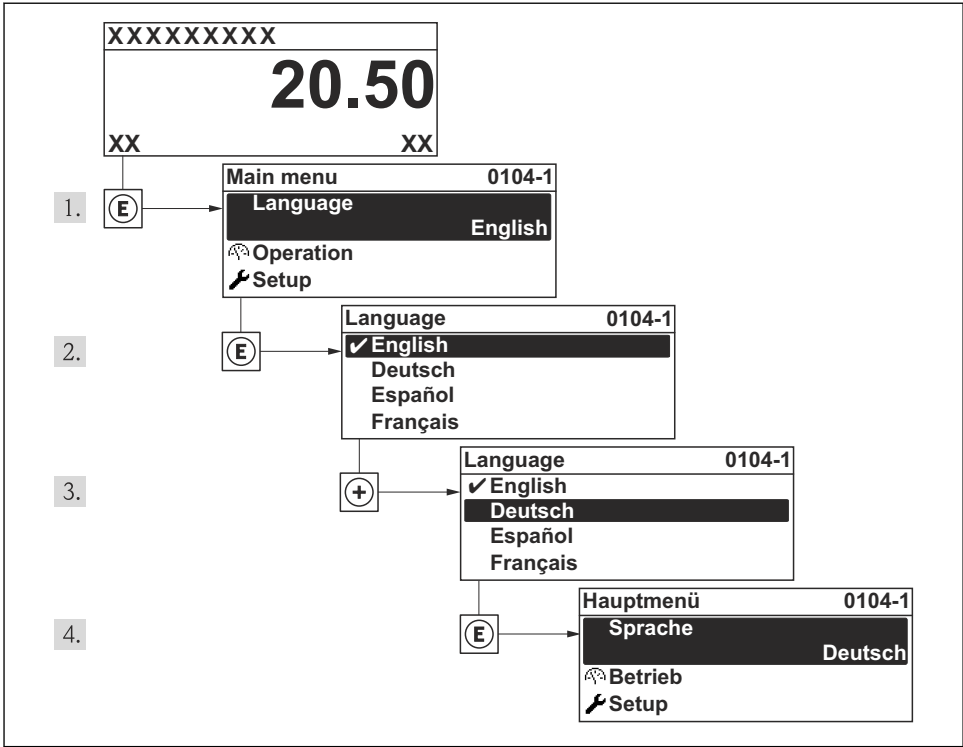 XXXXXXXXX
20.50
XX XX
1. E
Main menu 0104-1
Language
English
Operation
Setup
2. E
Language 0104-1
✔English
Deutsch
Español
Français
3. +
Language 0104-1
✔English
Deutsch
Español
Français
4. E
Hauptmenü 0104-1
Sprache
Deutsch
Betrieb
Setup